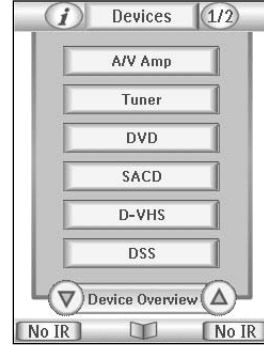 i Devices 1/2
A/V Amp
Tuner
DVD
SACD
D-VHS
DSS
Device Overview
No IR No IR